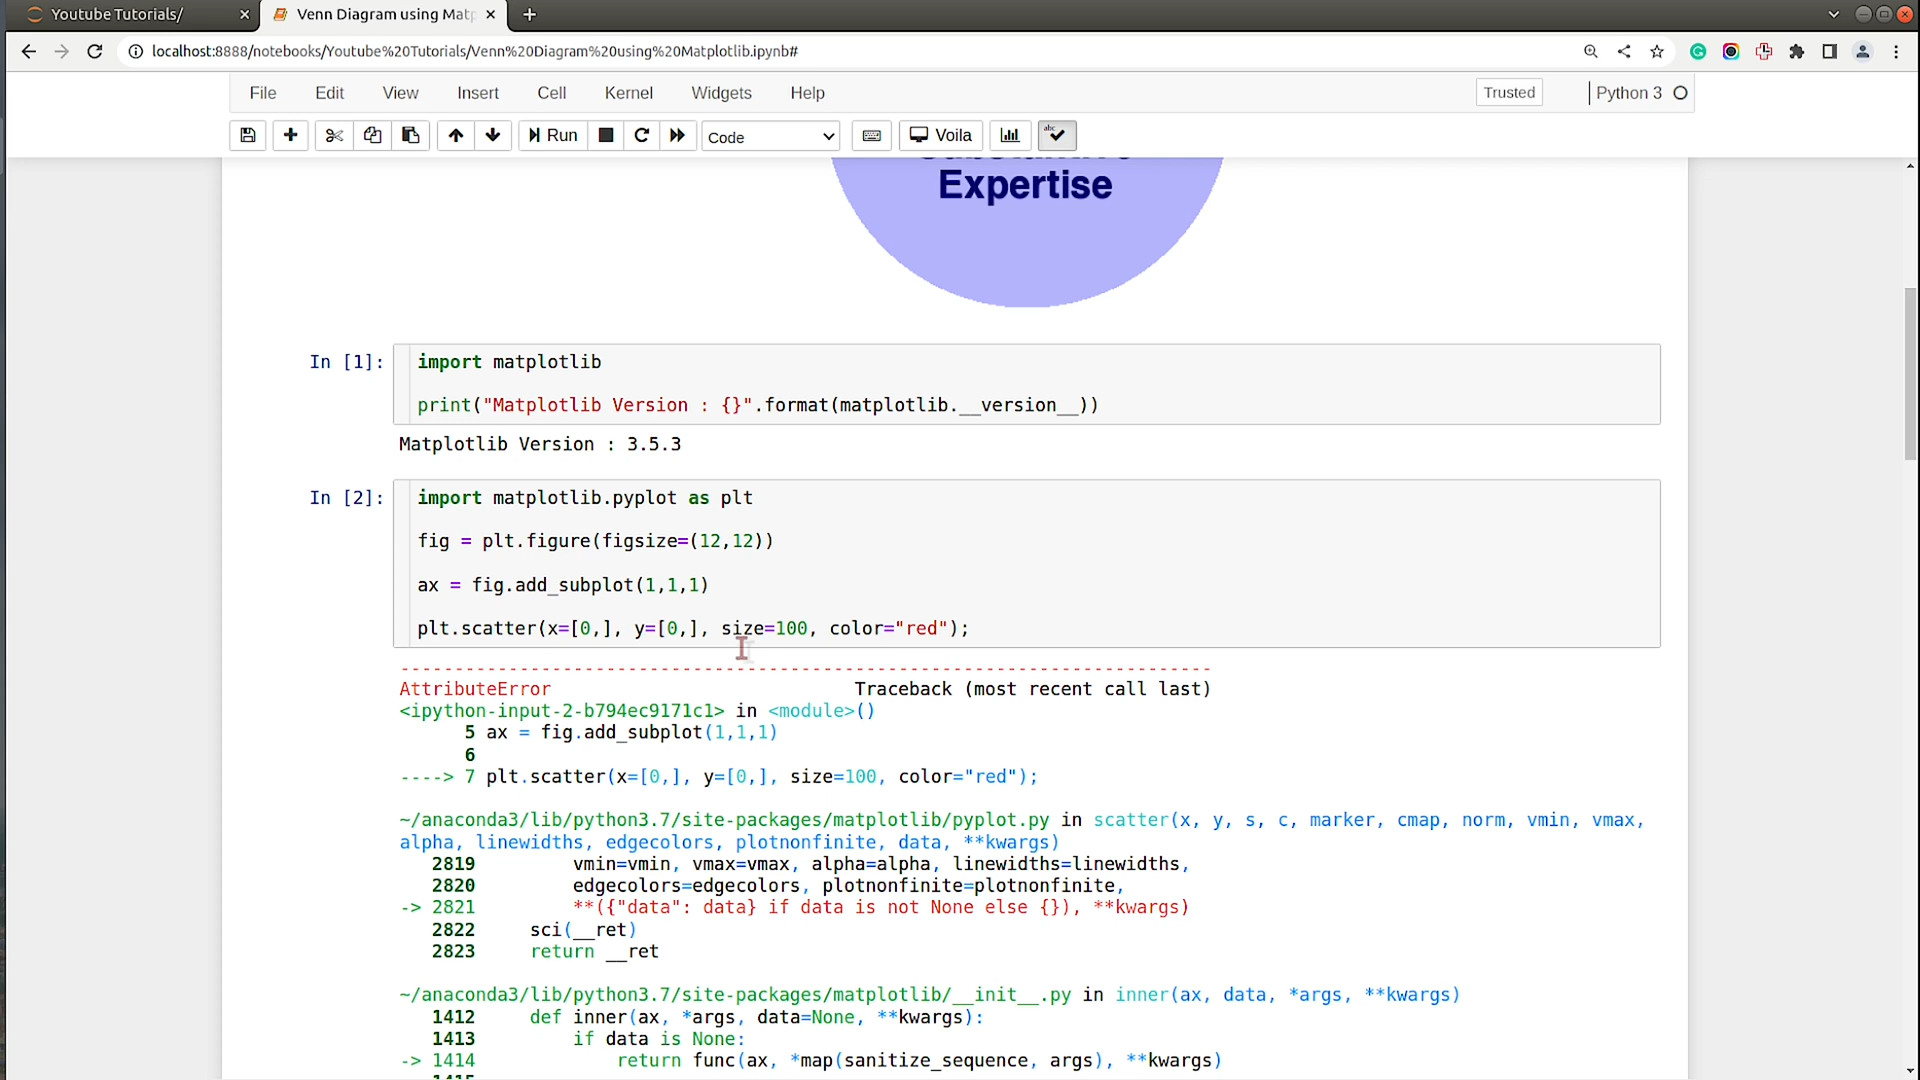 Youtube Tutorials/
Venn Diagram using Matp
localhost:8888/notebooks/Youtube%20Tutorials/Venn%20Diagram%20using%20Matplotlib.ipynb#
File Edit View Insert Cell Kernel Widgets Help Trusted Python 3
Run Code Voila abc
Expertise
In [1]: import matplotlib
print("Matplotlib Version : {}".format(matplotlib.__version__))
Matplotlib Version : 3.5.3
In [2]: import matplotlib.pyplot as plt
fig = plt.figure(figsize=(12,12))
ax = fig.add_subplot(1,1,1)
plt.scatter(x=[0,], y=[0,], size=100, color="red");
---------------------------------------------------------------------------
AttributeError                            Traceback (most recent call last)
<ipython-input-2-b794ec9171c1> in <module>()
5 ax = fig.add_subplot(1,1,1)
6
----> 7 plt.scatter(x=[0,], y=[0,], size=100, color="red");
~/anaconda3/lib/python3.7/site-packages/matplotlib/pyplot.py in scatter(x, y, s, c, marker, cmap, norm, vmin, vmax,
alpha, linewidths, edgecolors, plotnonfinite, data, **kwargs)
2819         vmin=vmin, vmax=vmax, alpha=alpha, linewidths=linewidths,
2820         edgecolors=edgecolors, plotnonfinite=plotnonfinite,
-> 2821         **({"data": data} if data is not None else {}), **kwargs)
2822     sci(__ret)
2823     return __ret
~/anaconda3/lib/python3.7/site-packages/matplotlib/__init__.py in inner(ax, data, *args, **kwargs)
1412     def inner(ax, *args, data=None, **kwargs):
1413         if data is None:
-> 1414             return func(ax, *map(sanitize_sequence, args), **kwargs)